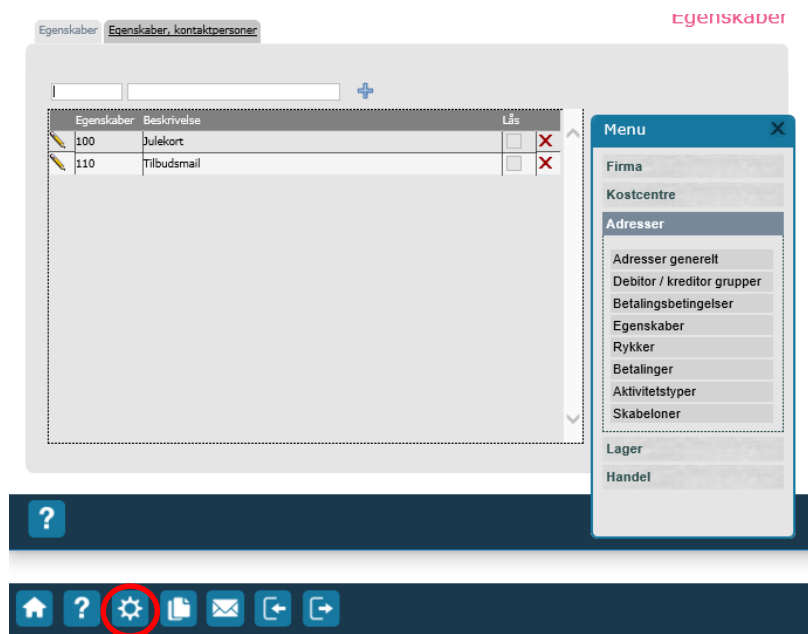 Egenskaber
Egenskaber Egenskaber, kontaktpersoner
Egenskaber Beskrivelse Lås
100 Julekort
110 Tilbudsmail
Menu
Firma
Kostcentre
Adresser
Adresser generelt
Debitor / kreditor grupper
Betalingsbetingelser
Egenskaber
Rykker
Betalinger
Aktivitetstyper
Skabeloner
Lager
Handel
?
?